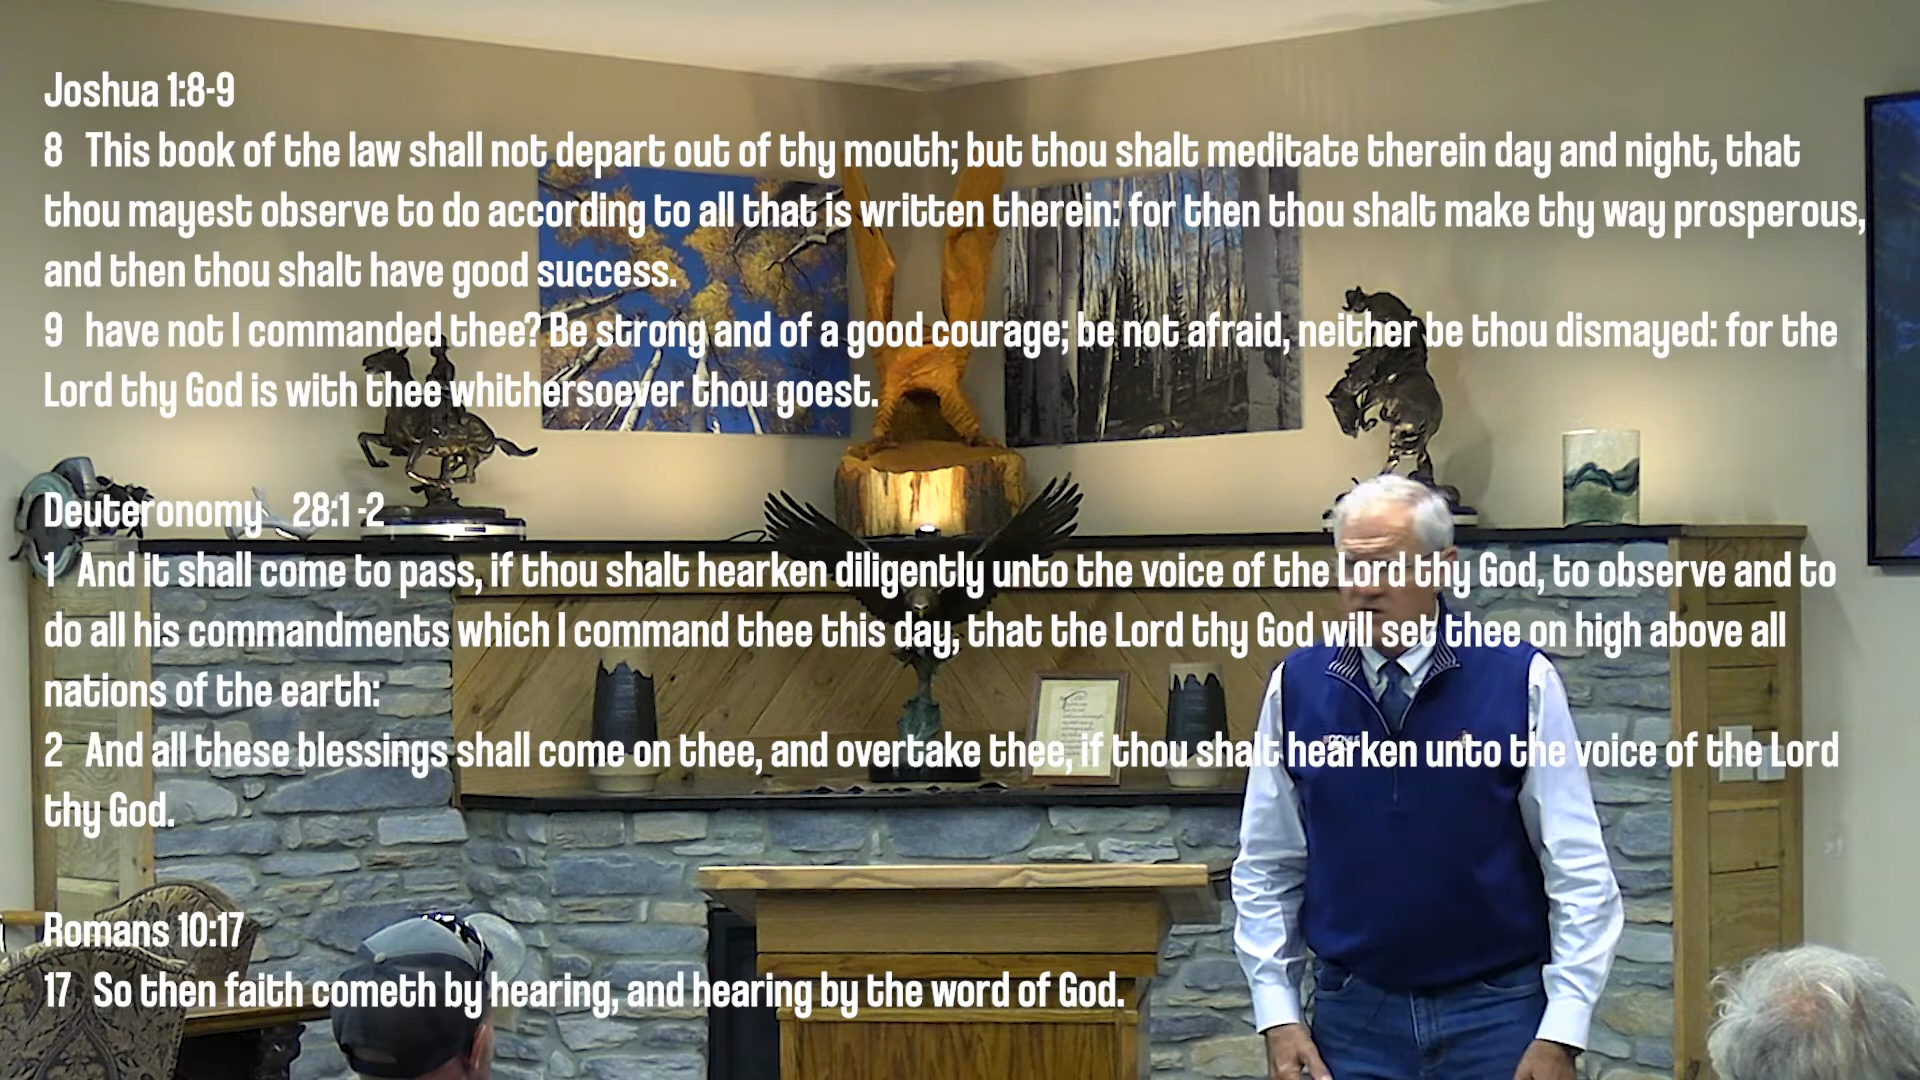 Joshua 1:8-9
8 This book of the law shall not depart out of thy mouth; but thou shalt meditate therein day and night, that
thou mayest observe to do according to all that is written therein: for then thou shalt make thy way prosperous,
and then thou shalt have good success.
9 have not I commanded thee? Be strong and of a good courage; be not afraid, neither be thou dismayed: for the
Lord thy God is with thee whithersoever thou goest.
Deuteronomy 28:1 -2
1 And it shall come to pass, if thou shalt hearken diligently unto the voice of the Lord thy God, to observe and to
do all his commandments which I command thee this day, that the Lord thy God will set thee on high above all
nations of the earth:
2 And all these blessings shall come on thee, and overtake thee, if thou shalt hearken unto the voice of the Lord
thy God.
Romans 10:17
17 So then faith cometh by hearing, and hearing by the word of God.